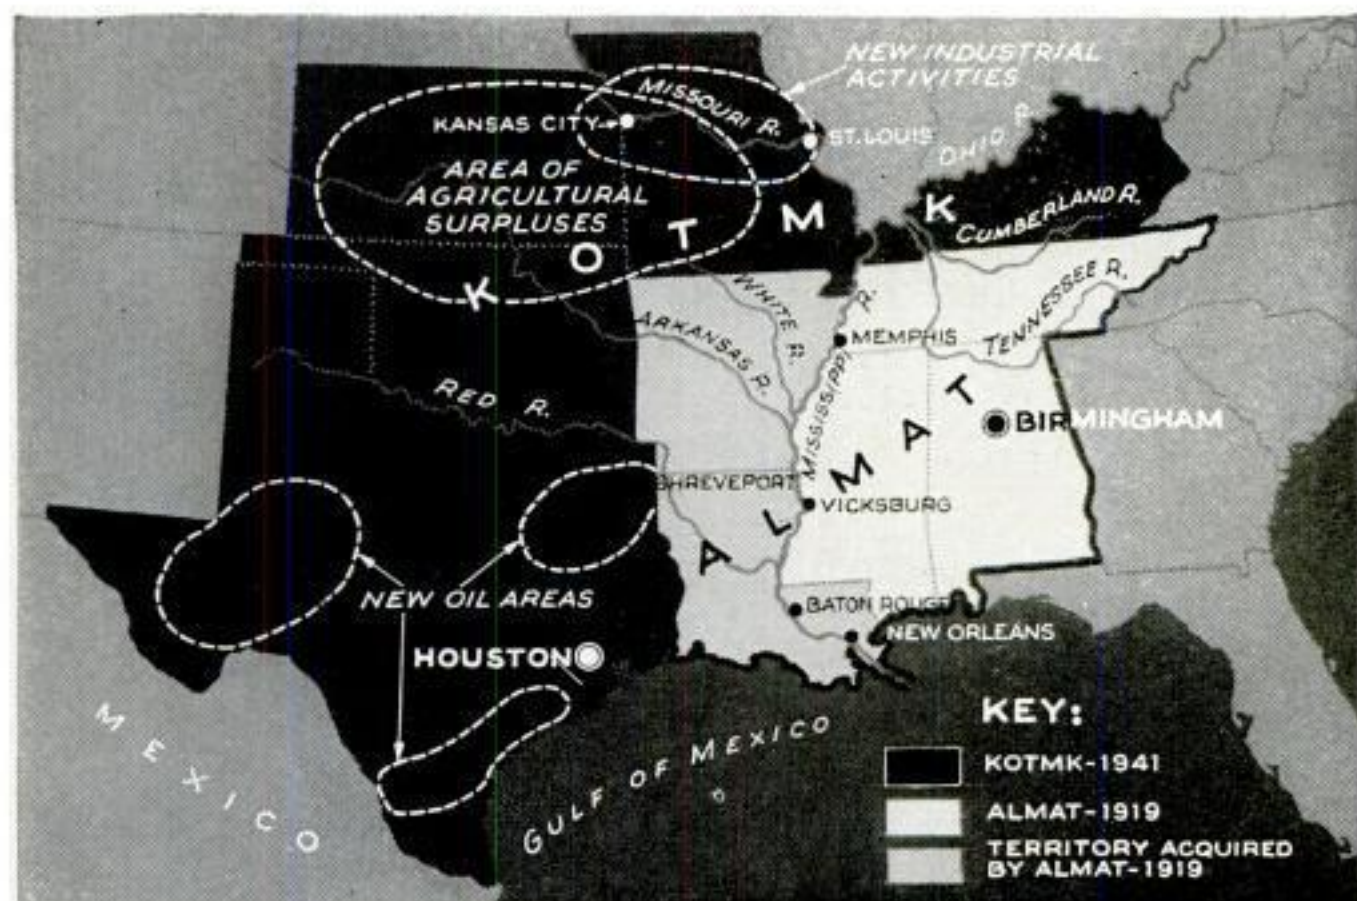 NEW INDUSTRIAL
ACTIVITIES
MISSOURI R.
KANSAS CITY
ST. LOUIS
OHIO R.
AREA OF
AGRICULTURAL
SURPLUSES
K O T M K
CUMBERLAND R.
TENNESSEE R.
WHITE R.
ARKANSAS R.
MISSISSIPPI R.
MEMPHIS
RED R.
BIRMINGHAM
A L M A T
SHREVEPORT
VICKSBURG
NEW OIL AREAS
BATON ROUGE
NEW ORLEANS
HOUSTON
MEXICO
GULF OF MEXICO
KEY:
KOTMK-1941
ALMAT-1919
TERRITORY ACQUIRED
BY ALMAT-1919